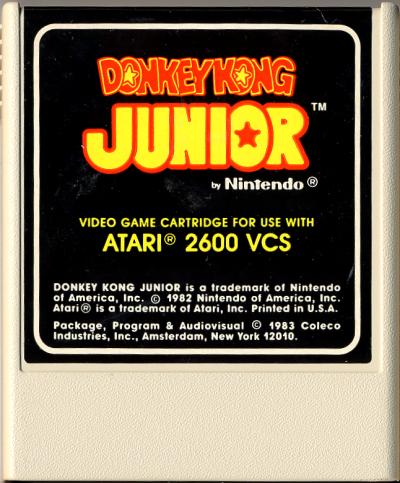 DONKEY KONG
JUNIOR™
by Nintendo®
VIDEO GAME CARTRIDGE FOR USE WITH
ATARI® 2600 VCS
DONKEY KONG JUNIOR is a trademark of Nintendo
of America, Inc. © 1982 Nintendo of America, Inc.
Atari® is a trademark of Atari, Inc. Printed in U.S.A.
Package, Program & Audiovisual © 1983 Coleco
Industries, Inc., Amsterdam, New York 12010.